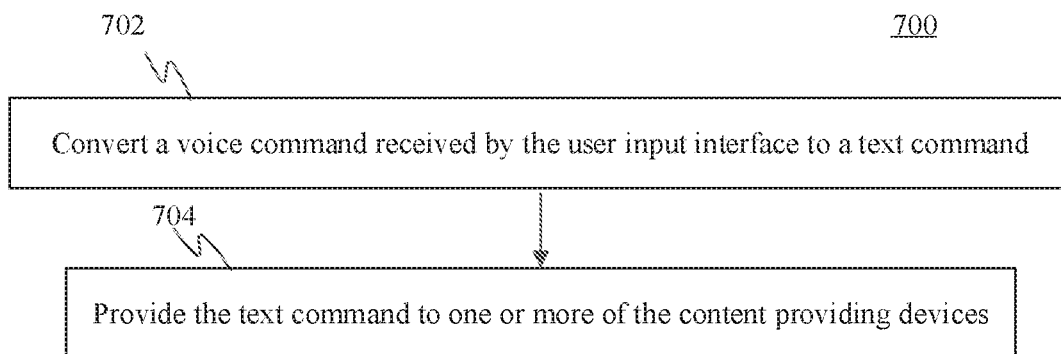 702
700
Convert a voice command received by the user input interface to a text command
704
Provide the text command to one or more of the content providing devices